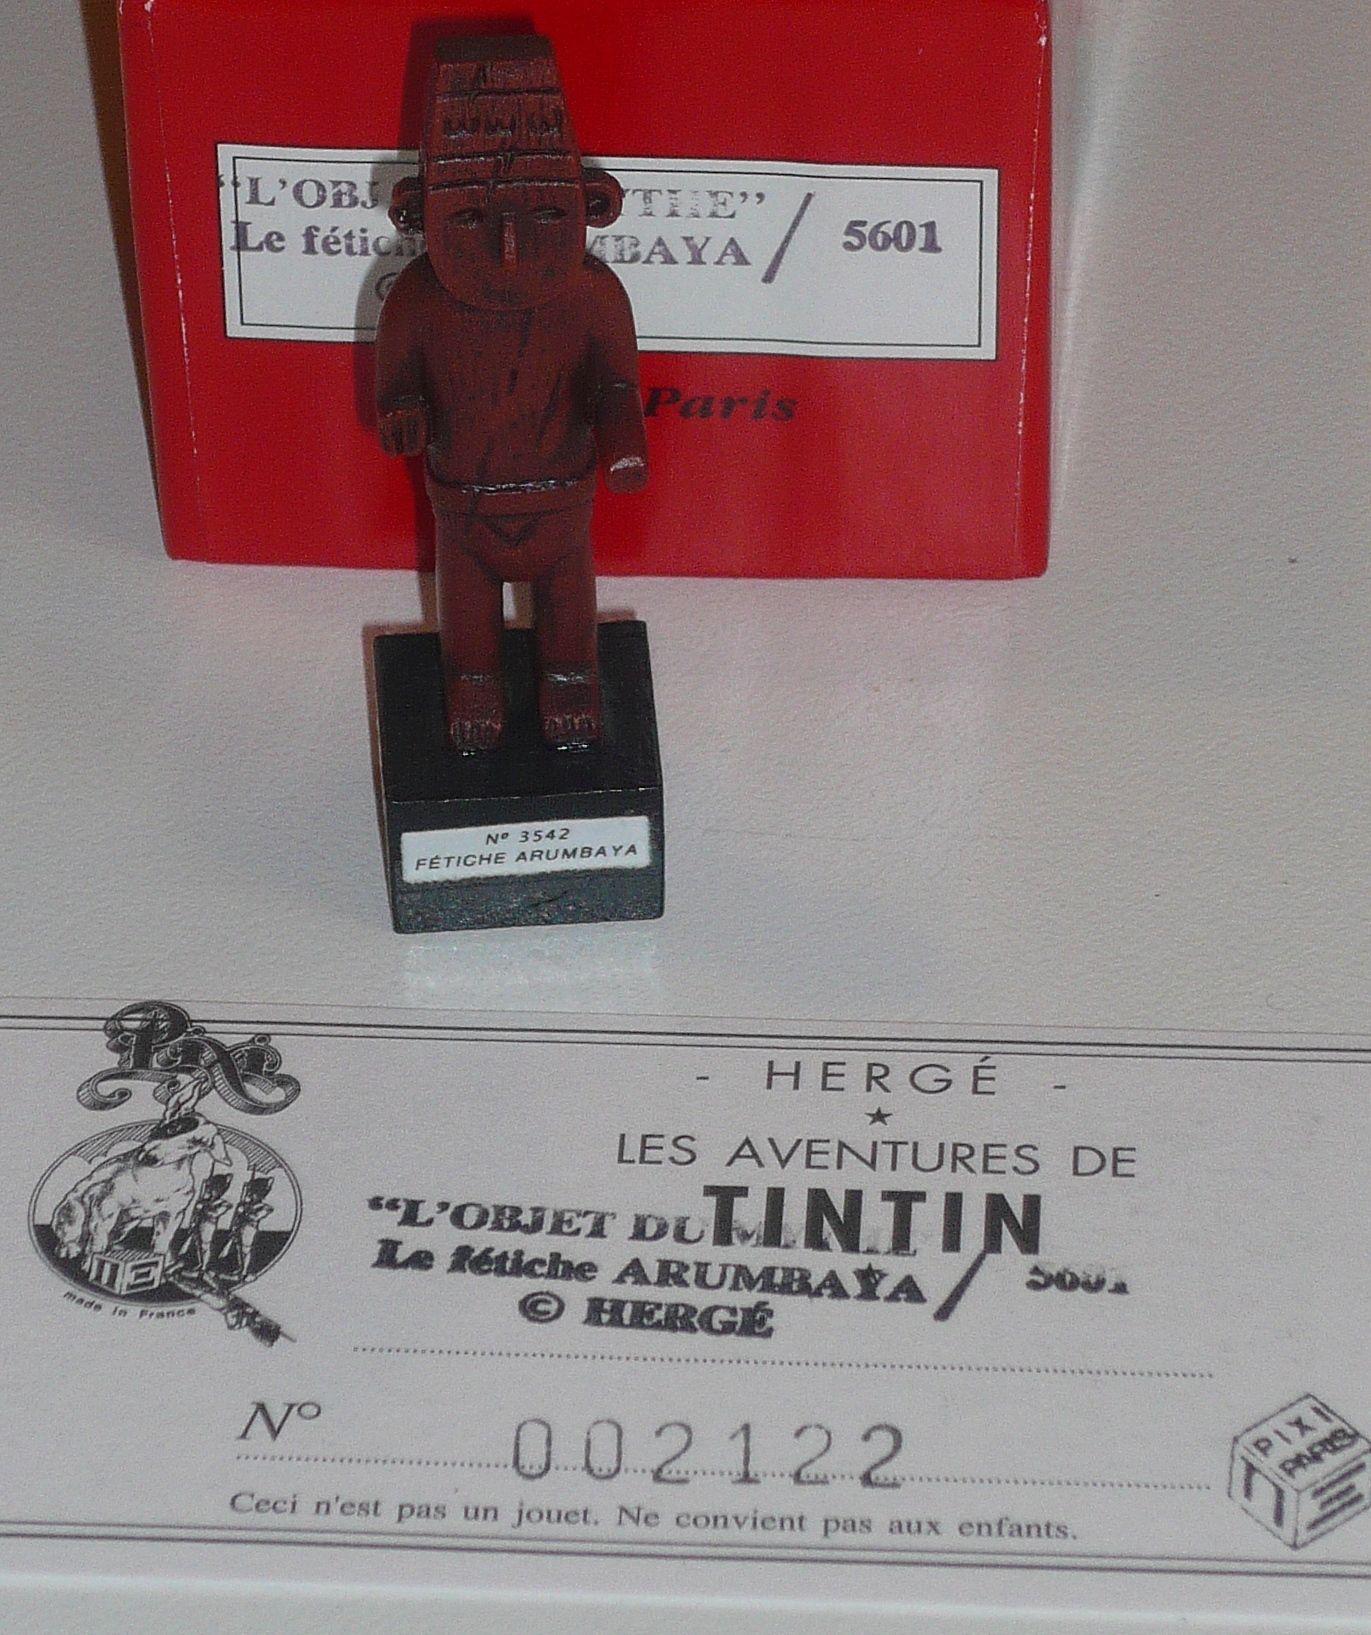 "L'OBJ THE" / 5601
Le fétich MBAYA
©
Paris
Nº 3542
FÉTICHE ARUMBAYA
Pixi
made in France
- HERGÉ -
★
LES AVENTURES DE
TINTIN
"L'OBJET DU
Le fétiche ARUMBAYA /
© HERGÉ
Nº 002122
PIXI
PARIS
Ceci n'est pas un jouet. Ne convient pas aux enfants.